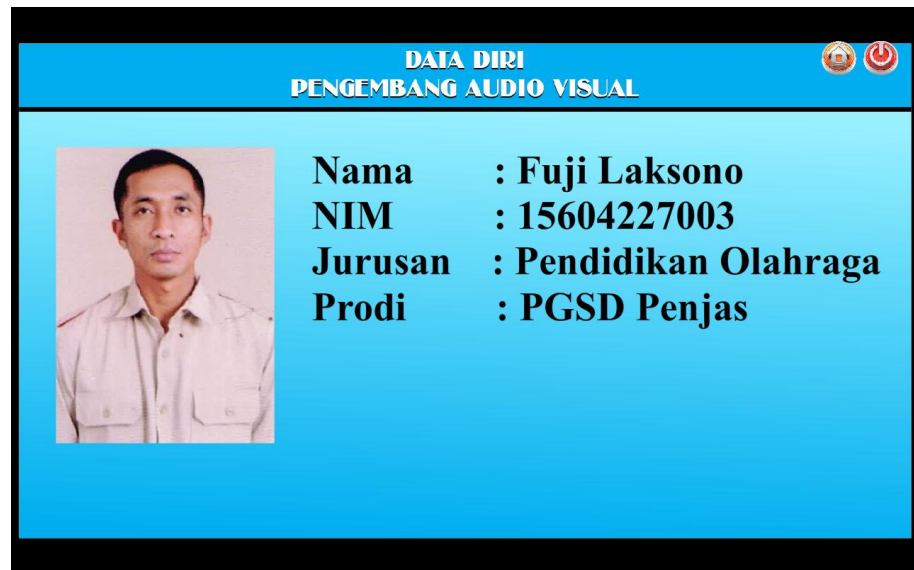 DATA DIRI
PENGEMBANG AUDIO VISUAL
Nama : Fuji Laksono
NIM : 15604227003
Jurusan : Pendidikan Olahraga
Prodi : PGSD Penjas